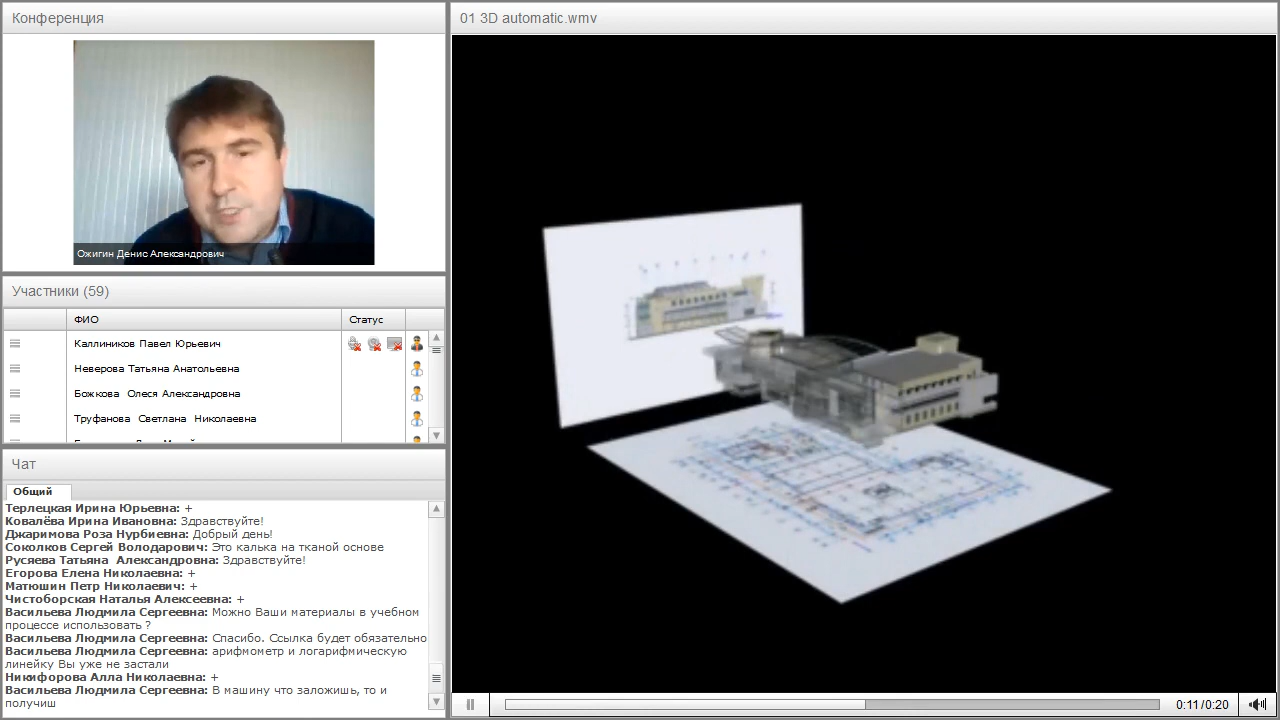 Конференция
Ожигин Денис Александрович
Участники (59)
ФИО
Статус
Каллиников Павел Юрьевич
Неверова Татьяна Анатольевна
Божкова Олеся Александровна
Труфанова Светлана Николаевна
Чат
Общий
Терлецкая Ирина Юрьевна: +
Ковалёва Ирина Ивановна: Здравствуйте!
Джаримова Роза Нурбиевна: Добрый день!
Соколков Сергей Володарович: Это калька на тканой основе
Русяева Татьяна Александровна: Здравствуйте!
Егорова Елена Николаевна: +
Матюшин Петр Николаевич: +
Чистоборская Наталья Алексеевна: +
Васильева Людмила Сергеевна: Можно Ваши материалы в учебном
процессе использовать ?
Васильева Людмила Сергеевна: Спасибо. Ссылка будет обязательно
Васильева Людмила Сергеевна: арифмометр и логарифмическую
линейку Вы уже не застали
Никифорова Алла Николаевна: +
Васильева Людмила Сергеевна: В машину что заложишь, то и
получиш
01 3D automatic.wmv
0:11/0:20